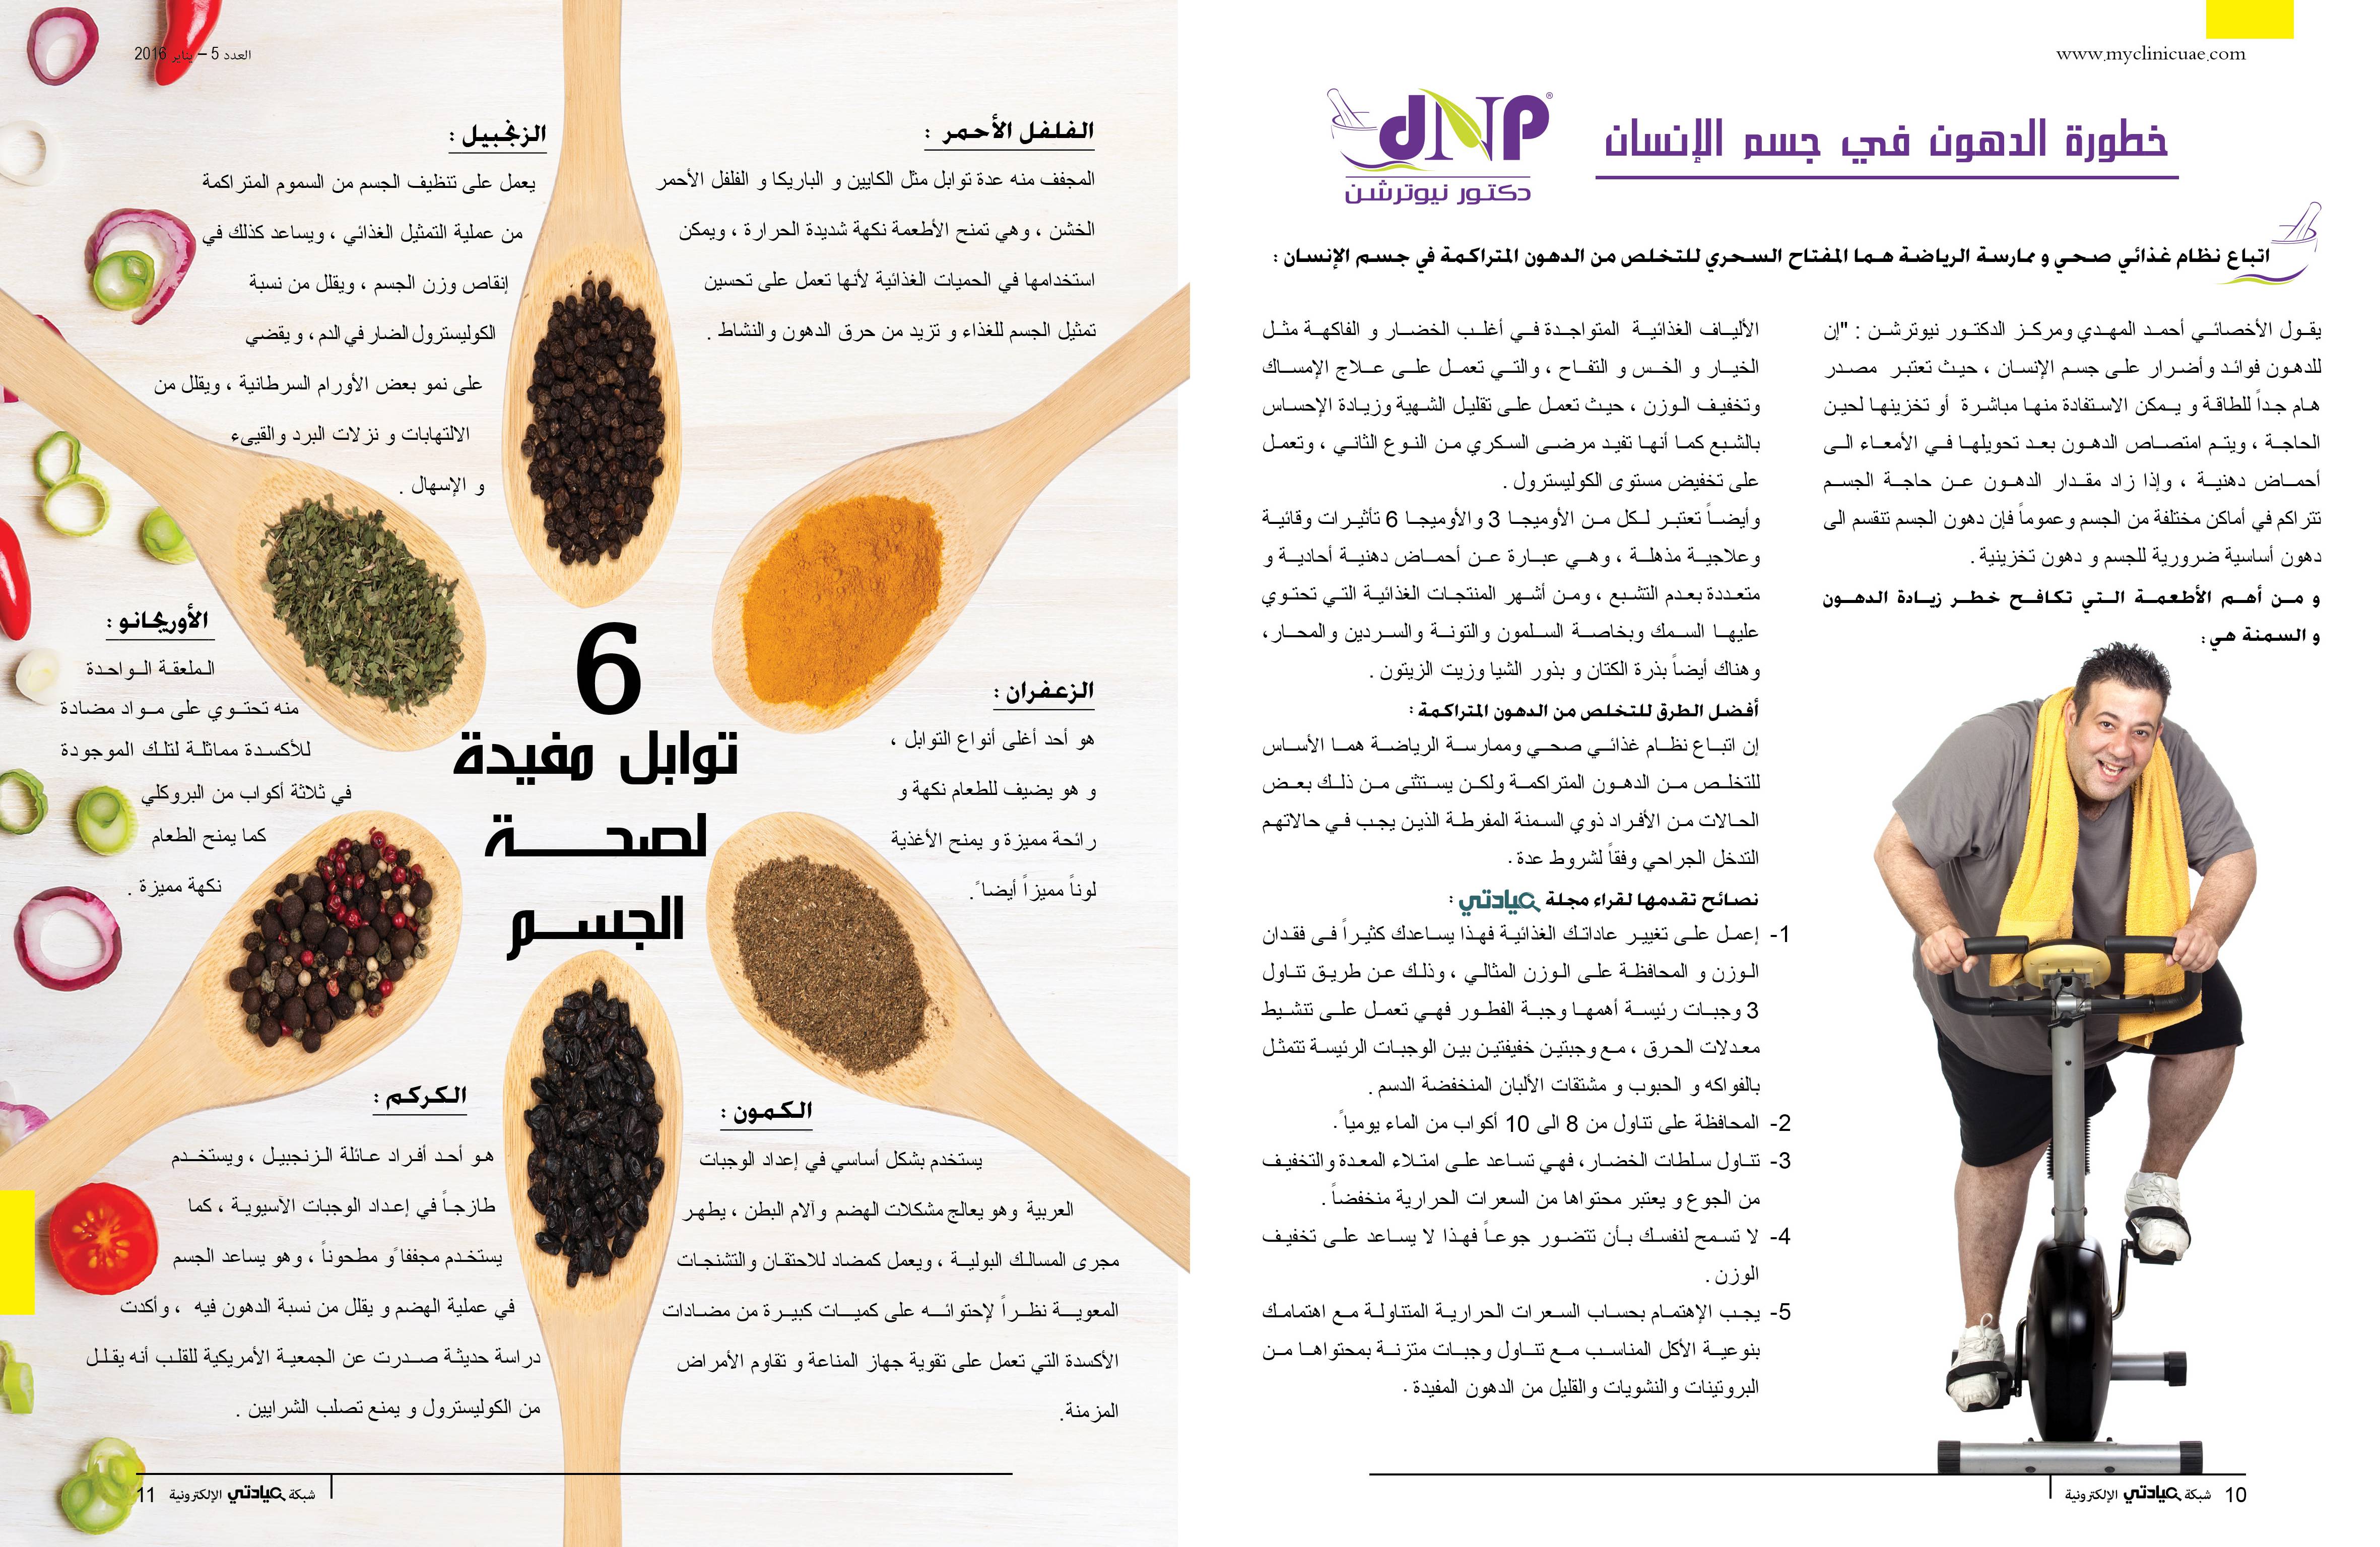 www.myclinicuae.com
خطورة الدهون في جسم الإنسان
dNP®
دكتور نيوترشن
اتباع نظام غذائي صحي و ممارسة الرياضة هما المفتاح السحري للتخلص من الدهون المتراكمة في جسم الإنسان :
يقول الأخصائي أحمد المهدي ومركز الدكتور نيوترشن : "إن
للدهون فوائد وأضرار على جسم الإنسان ، حيث تعتبر مصدر
هام جداً للطاقة و يمكن الاستفادة منها مباشرة أو تخزينها لحين
الحاجة ، ويتم امتصاص الدهون بعد تحويلها في الأمعاء الى
أحماض دهنية ، وإذا زاد مقدار الدهون عن حاجة الجسم
تتراكم في أماكن مختلفة من الجسم وعموماً فإن دهون الجسم تتقسم الى
دهون أساسية ضرورية للجسم و دهون تخزينية .
و من أهم الأطعمة التي تكافح خطر زيادة الدهون
و السمنة هي :
الألياف الغذائية المتواجدة في أغلب الخضار و الفاكهة مثل
الخيار و الخس و التفاح ، والتي تعمل على علاج الإمساك
وتخفيف الوزن ، حيث تعمل على تقليل الشهية وزيادة الإحساس
بالشبع كما أنها تفيد مرضى السكري من النوع الثاني ، وتعمل
على تخفيض مستوى الكوليسترول .
وأيضاً تعتبر لكل من الأوميجا 3 والأوميجا 6 تأثيرات وقائية
وعلاجية مذهلة ، وهي عبارة عن أحماض دهنية أحادية و
متعددة بعدم التشبع ، ومن أشهر المنتجات الغذائية التي تحتوي
عليها السمك وبخاصة السلمون والتونة والسردين والمحار،
وهناك أيضاً بذرة الكتان و بذور الشيا وزيت الزيتون .
أفضل الطرق للتخلص من الدهون المتراكمة :
إن اتباع نظام غذائي صحي وممارسة الرياضة هما الأساس
للتخلص من الدهون المتراكمة ولكن يستثنى من ذلك بعض
الحالات من الأفراد ذوي السمنة المفرطة الذين يجب في حالاتهم
التدخل الجراحي وفقاً لشروط عدة .
نصائح تقدمها لقراء مجلة عيادتي :
1- إعمل على تغيير عاداتك الغذائية فهذا يساعدك كثيراً فى فقدان
الوزن و المحافظة على الوزن المثالي ، وذلك عن طريق تناول
3 وجبات رئيسة أهمها وجبة الفطور فهي تعمل على تنشيط
معدلات الحرق ، مع وجبتين خفيفتين بين الوجبات الرئيسة تتمثل
بالفواكه و الحبوب و مشتقات الألبان المنخفضة الدسم .
2- المحافظة على تناول من 8 الى 10 أكواب من الماء يومياً .
3- تناول سلطات الخضار، فهي تساعد على امتلاء المعدة والتخفيف
من الجوع و يعتبر محتواها من السعرات الحرارية منخفضاً .
4- لا تسمح لنفسك بأن تتضور جوعاً فهذا لا يساعد على تخفيف
الوزن .
5- يجب الإهتمام بحساب السعرات الحرارية المتناولة مع اهتمامك
بنوعية الأكل المناسب مع تناول وجبات متزنة بمحتواها من
البروتينات والنشويات والقليل من الدهون المفيدة .
10 شبكة عيادتي الإلكترونية
العدد 5 – يناير 2016
6
توابل مفيدة
لصحة
الجسم
الفلفل الأحمر :
المجفف منه عدة توابل مثل الكايين و الباريكا و الفلفل الأحمر
الخشن ، وهي تمنح الأطعمة نكهة شديدة الحرارة ، ويمكن
استخدامها في الحميات الغذائية لأنها تعمل على تحسين
تمثيل الجسم للغذاء و تزيد من حرق الدهون والنشاط .
الزنجبيل :
يعمل على تنظيف الجسم من السموم المتراكمة
من عملية التمثيل الغذائي ، ويساعد كذلك في
إنقاص وزن الجسم ، ويقلل من نسبة
الكوليسترول الضار في الدم ، و يقضي
على نمو بعض الأورام السرطانية ، ويقلل من
الالتهابات و نزلات البرد والقيىء
و الإسهال .
الزعفران :
هو أحد أغلى أنواع التوابل ،
و هو يضيف للطعام نكهة و
رائحة مميزة و يمنح الأغذية
لوناً مميزاً أيضاً .
الأوريجانو :
الملعقة الواحدة
منه تحتوي على مواد مضادة
للأكسدة مماثلة لتلك الموجودة
في ثلاثة أكواب من البروكلي
كما يمنح الطعام
نكهة مميزة .
الكمون :
يستخدم بشكل أساسي في إعداد الوجبات
العربية وهو يعالج مشكلات الهضم وآلام البطن ، يطهر
مجرى المسالك البولية ، ويعمل كمضاد للاحتقان والتشنجات
المعوية نظراً لإحتوائه على كميات كبيرة من مضادات
الأكسدة التي تعمل على تقوية جهاز المناعة و تقاوم الأمراض
المزمنة.
الكركم :
هو أحد أفراد عائلة الزنجبيل ، ويستخدم
طازجاً في إعداد الوجبات الآسيوية ، كما
يستخدم مجففاً و مطحوناً ، وهو يساعد الجسم
في عملية الهضم و يقلل من نسبة الدهون فيه ، وأكدت
دراسة حديثة صدرت عن الجمعية الأمريكية للقلب أنه يقلل
من الكوليسترول و يمنع تصلب الشرايين .
شبكة عيادتي الإلكترونية 11